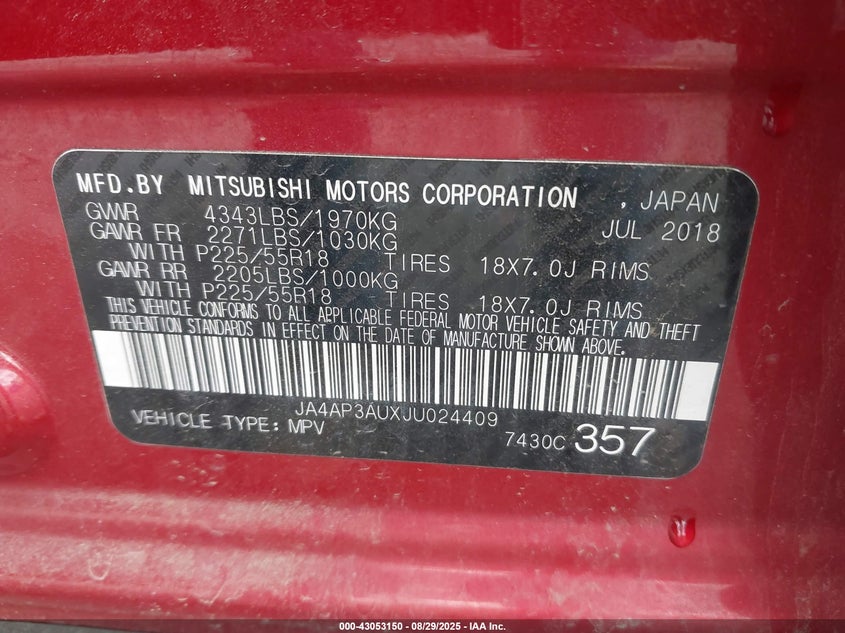 MFD.BY MITSUBISHI MOTORS CORPORATION , JAPAN
GVWR 4343LBS/1970KG JUL 2018
GAWR FR 2271LBS/1030KG
WITH P225/55R18 TIRES 18X7.0J RIMS
GAWR RR 2205LBS/1000KG
WITH P225/55R18 TIRES 18X7.0J RIMS
THIS VEHICLE CONFORMS TO ALL APPLICABLE FEDERAL MOTOR VEHICLE SAFETY AND THEFT
PREVENTION STANDARDS IN EFFECT ON THE DATE OF MANUFACTURE SHOWN ABOVE.
JA4AP3AUXJU024409
VEHICLE TYPE: MPV 7430C 357
000-43053150 - 08/29/2025 - IAA Inc.